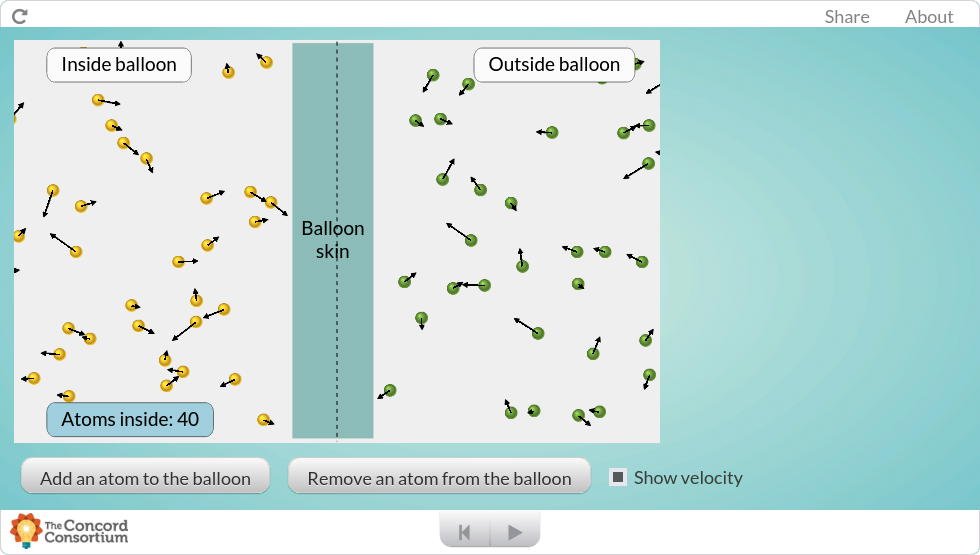 Share
About
Inside balloon
Outside balloon
Balloon
skin
Atoms inside: 40
Add an atom to the balloon
Remove an atom from the balloon
Show velocity
The Concord
Consortium